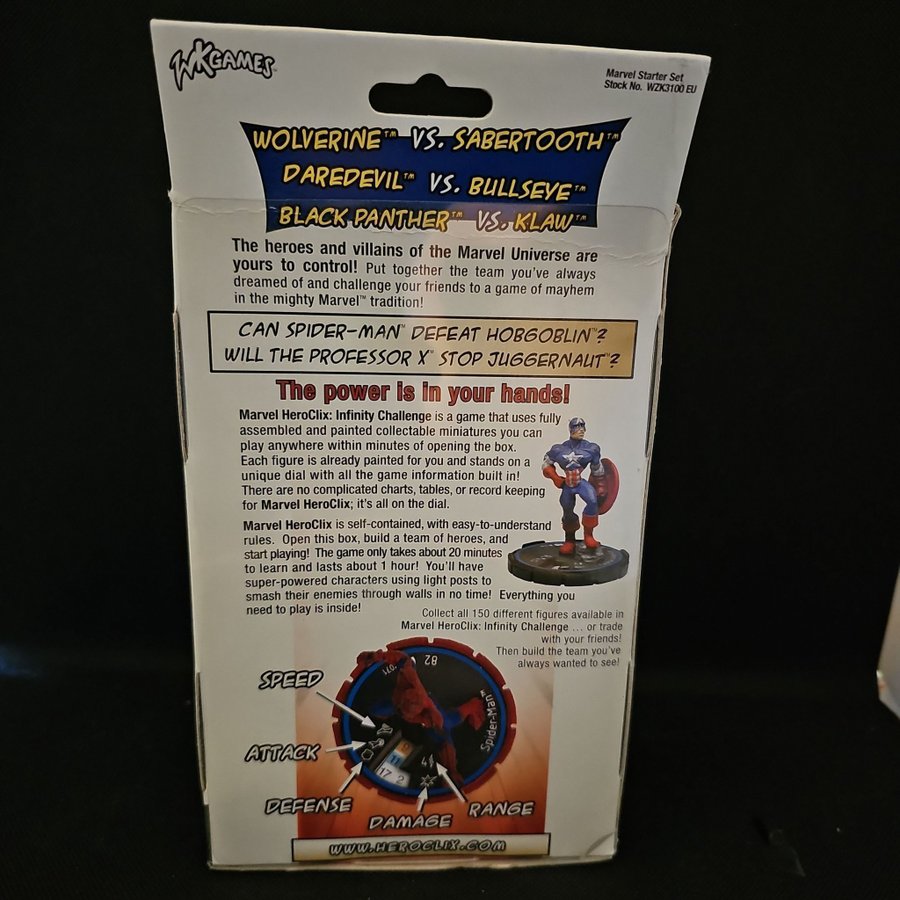 WKGAMES
Marvel Starter Set
Stock No. WZK3100 EU
WOLVERINE™ VS. SABERTOOTH™
DAREDEVIL™ VS. BULLSEYE™
BLACK PANTHER™ VS. KLAW™
The heroes and villains of the Marvel Universe are
yours to control! Put together the team you've always
dreamed of and challenge your friends to a game of mayhem
in the mighty Marvel™ tradition!
CAN SPIDER-MAN™ DEFEAT HOBGOBLIN™?
WILL THE PROFESSOR X™ STOP JUGGERNAUT™?
The power is in your hands!
Marvel HeroClix: Infinity Challenge is a game that uses fully
assembled and painted collectable miniatures you can
play anywhere within minutes of opening the box.
Each figure is already painted for you and stands on a
unique dial with all the game information built in!
There are no complicated charts, tables, or record keeping
for Marvel HeroClix; it's all on the dial.
Marvel HeroClix is self-contained, with easy-to-understand
rules. Open this box, build a team of heroes, and
start playing! The game only takes about 20 minutes
to learn and lasts about 1 hour! You'll have
super-powered characters using light posts to
smash their enemies through walls in no time! Everything you
need to play is inside!
Collect all 150 different figures available in
Marvel HeroClix: Infinity Challenge ... or trade
with your friends!
Then build the team you've
always wanted to see!
82
071
Spider-Man
SPEED
ATTACK
17 2
4
DEFENSE
DAMAGE
RANGE
WWW.HEROCLIX.COM